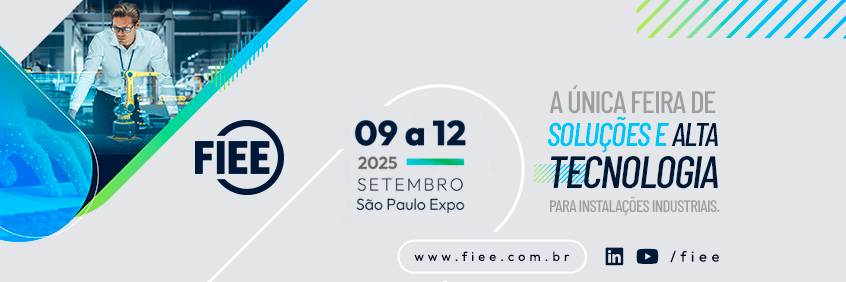 FIEE
09 a 12
2025
SETEMBRO
São Paulo Expo
A ÚNICA FEIRA DE
SOLUÇÕES E ALTA
TECNOLOGIA
PARA INSTALAÇÕES INDUSTRIAIS.
www.fiee.com.br
in
/fiee